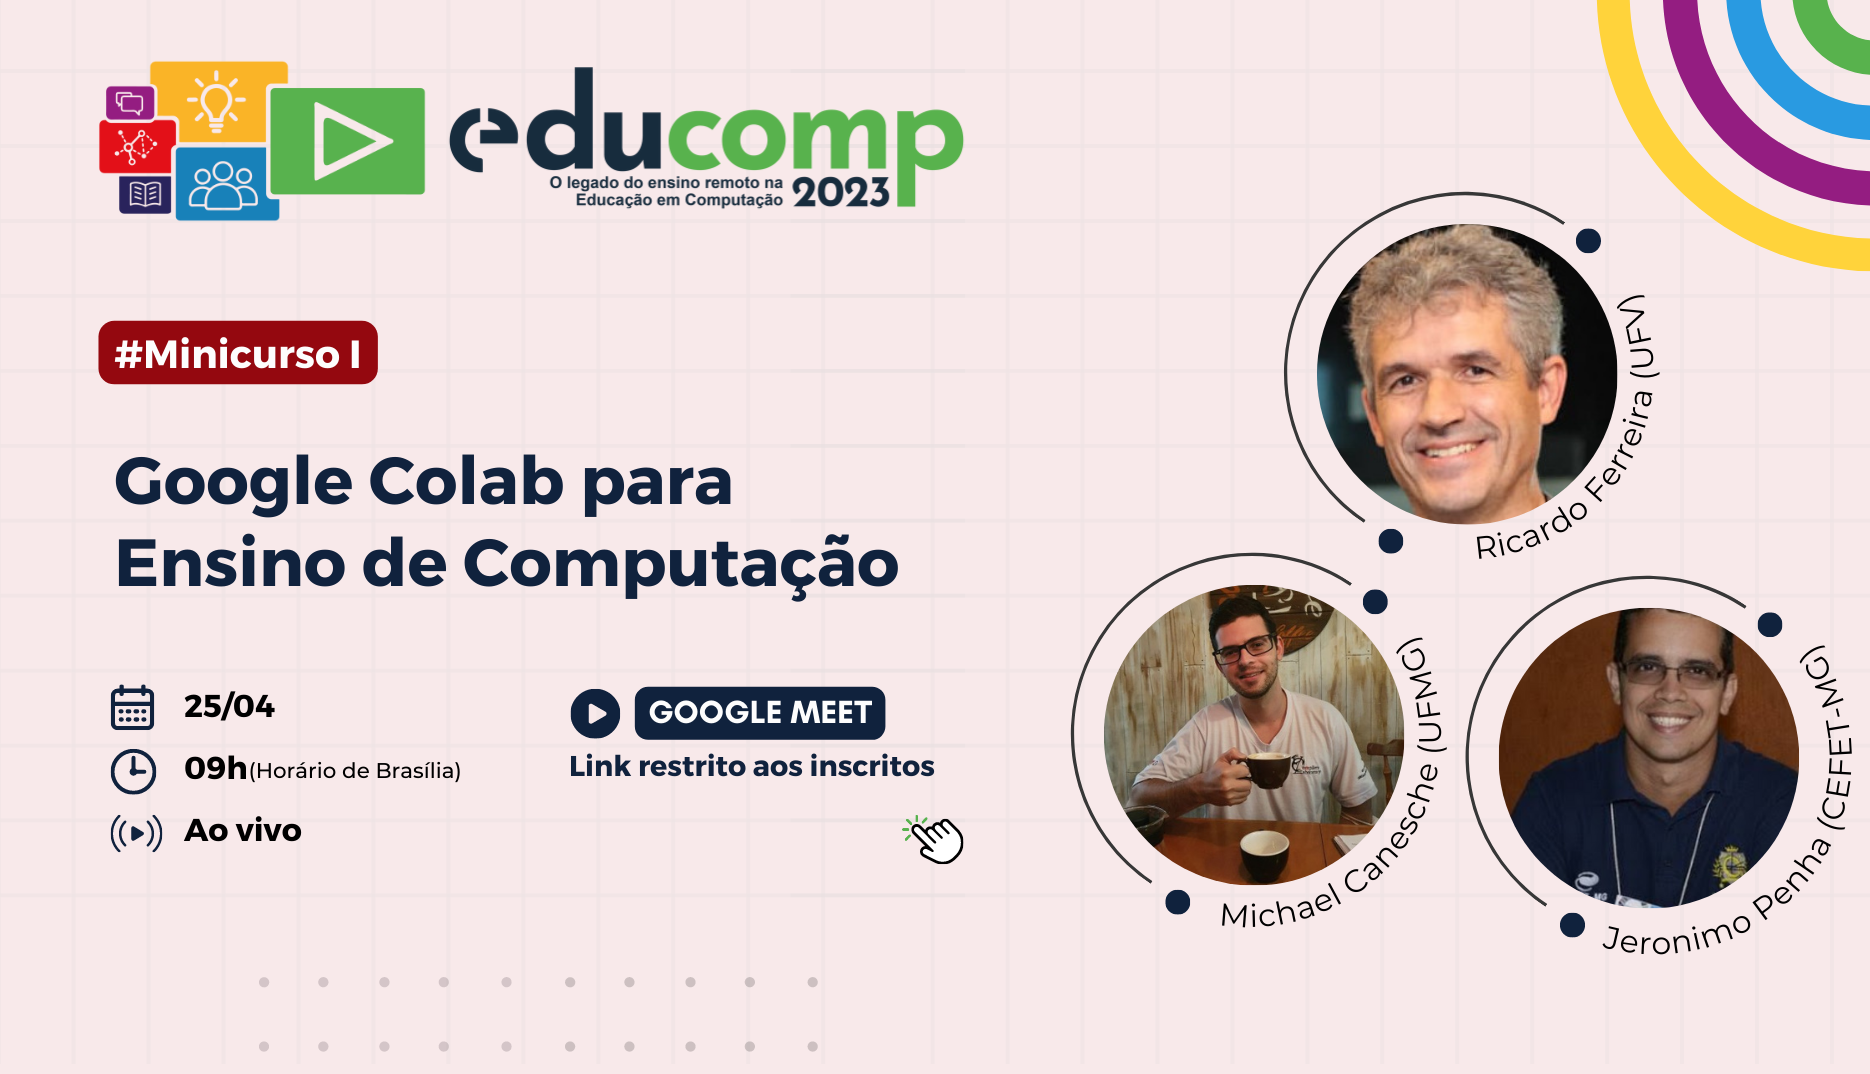 educomp
O legado do ensino remoto na
Educação em Computação
2023
#Minicurso I
Google Colab para
Ensino de Computação
25/04
09h(Horário de Brasília)
Ao vivo
GOOGLE MEET
Link restrito aos inscritos
Ricardo Ferreira (UFV)
Michael Canesche (UFMG)
Jeronimo Penha (CEFET-MG)